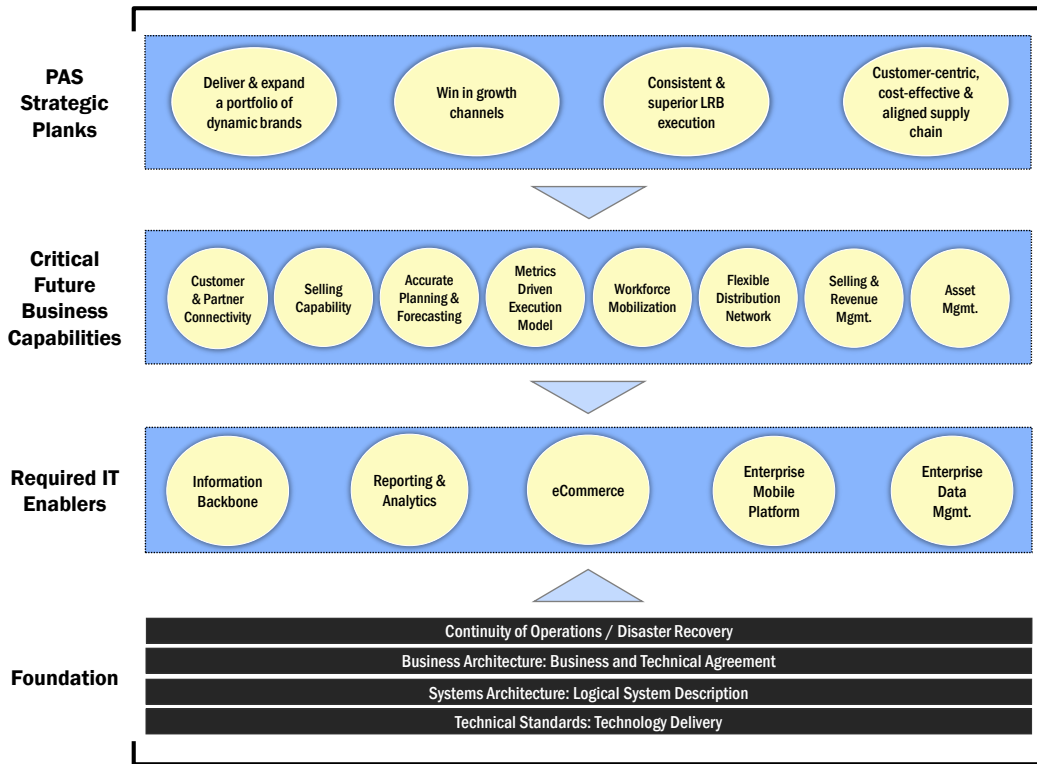 PAS
Strategic
Planks
Deliver & expand
a portfolio of
dynamic brands
Win in growth
channels
Consistent &
superior LRB
execution
Customer-centric,
cost-effective &
aligned supply
chain
Critical
Future
Business
Capabilities
Customer
& Partner
Connectivity
Selling
Capability
Accurate
Planning &
Forecasting
Metrics
Driven
Execution
Model
Workforce
Mobilization
Flexible
Distribution
Network
Selling &
Revenue
Mgmt.
Asset
Mgmt.
Required IT
Enablers
Information
Backbone
Reporting &
Analytics
eCommerce
Enterprise
Mobile
Platform
Enterprise
Data
Mgmt.
Foundation
Continuity of Operations / Disaster Recovery
Business Architecture: Business and Technical Agreement
Systems Architecture: Logical System Description
Technical Standards: Technology Delivery